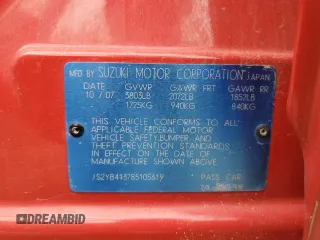 MFD BY SUZUKI MOTOR CORPORATION JAPAN
DATE GVWR GAWR FRT GAWR RR
10 / 07 3803LB 2072LB 1852LB
1725KG 940KG 840KG
THIS VEHICLE CONFORMS TO ALL
APPLICABLE FEDERAL MOTOR
VEHICLE SAFETY,BUMPER AND
THEFT PREVENTION STANDARDS
IN EFFECT ON THE DATE OF
MANUFACTURE SHOWN ABOVE.
PASS CAR
DREAMBID